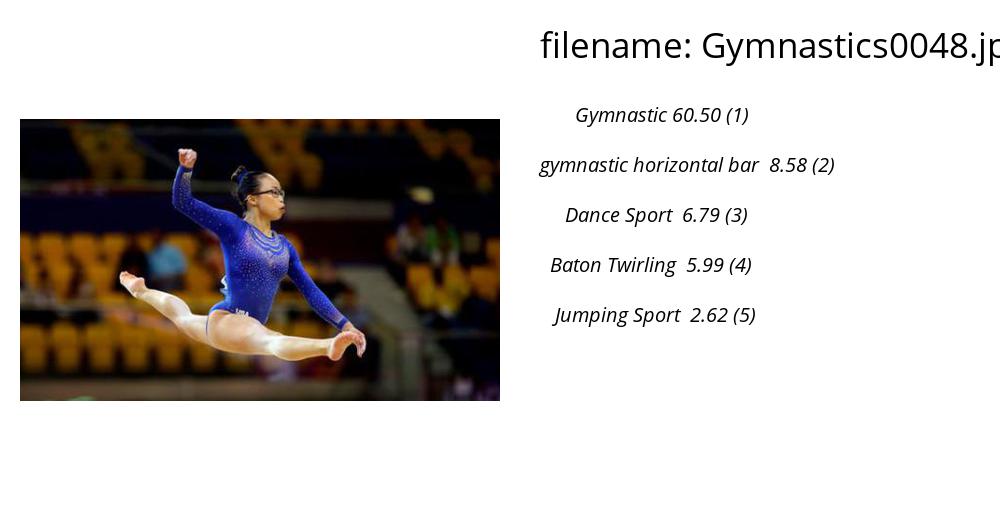 filename: Gymnastics0048.jp
Gymnastic 60.50 (1)
gymnastic horizontal bar 8.58 (2)
Dance Sport 6.79 (3)
Baton Twirling 5.99 (4)
Jumping Sport 2.62 (5)